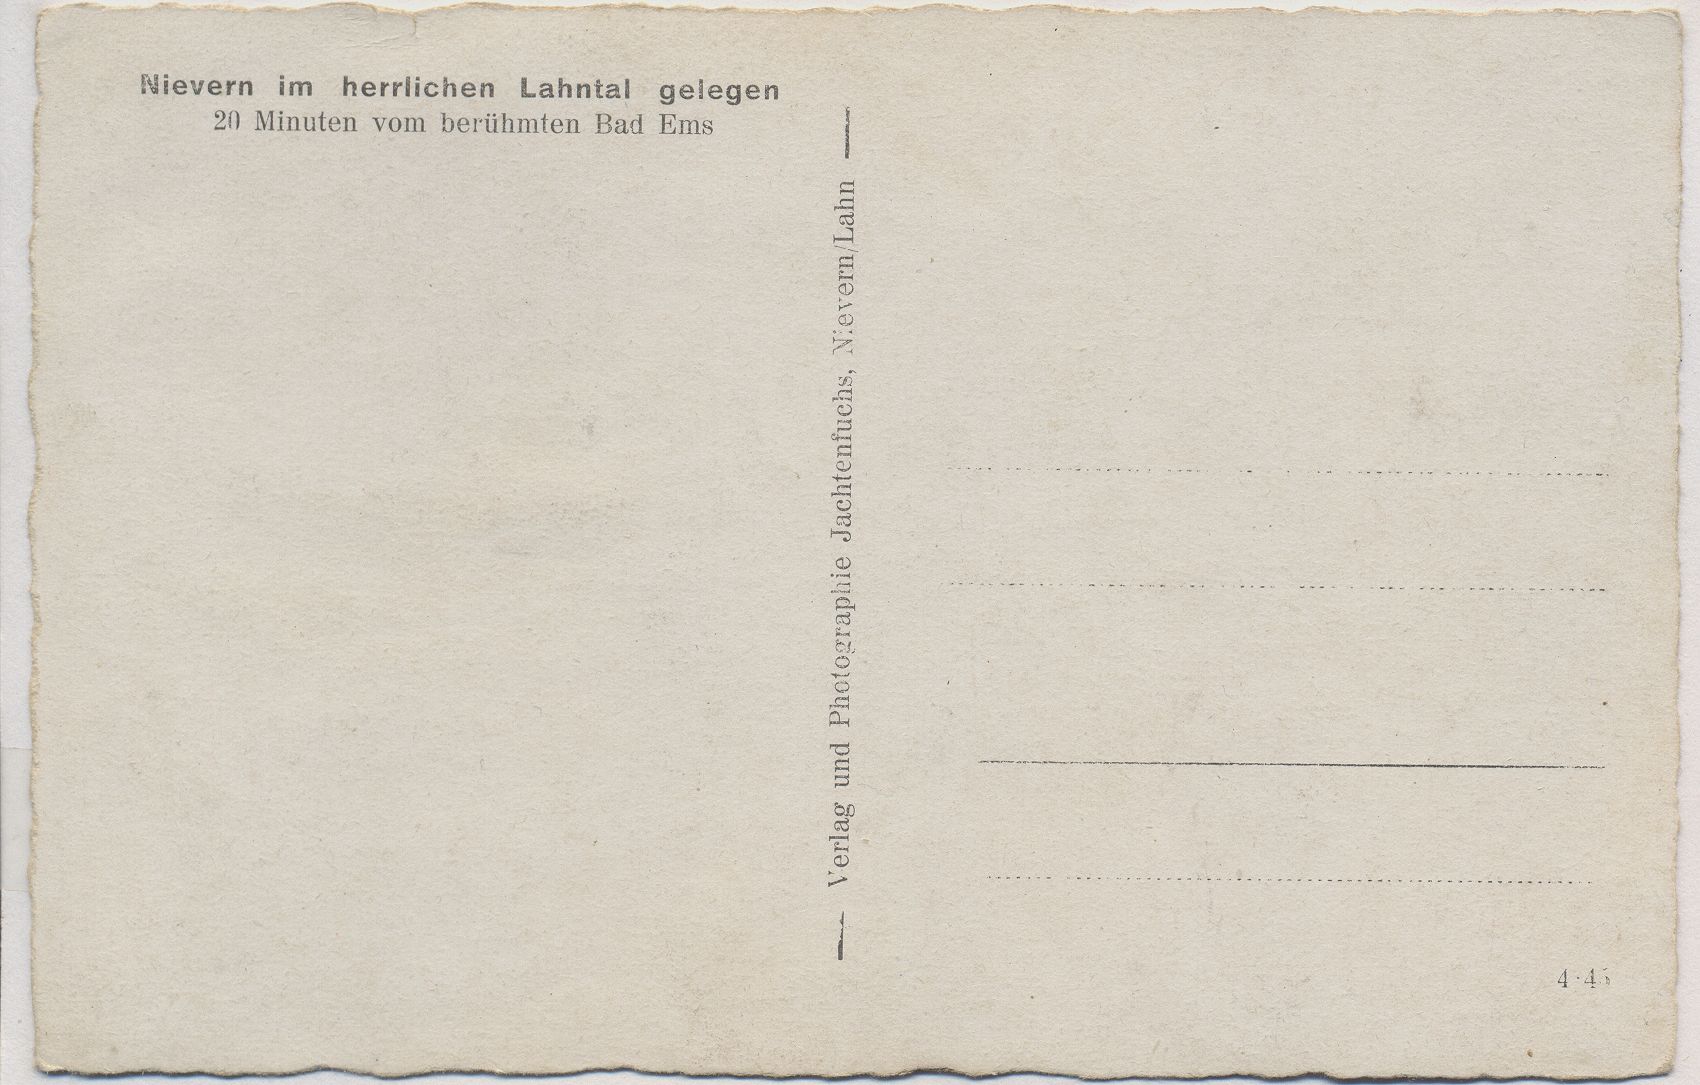 Nievern im herrlichen Lahntal gelegen
20 Minuten vom berühmten Bad Ems
Verlag und Photographie Jachtenfuchs, Nievern/Lahn